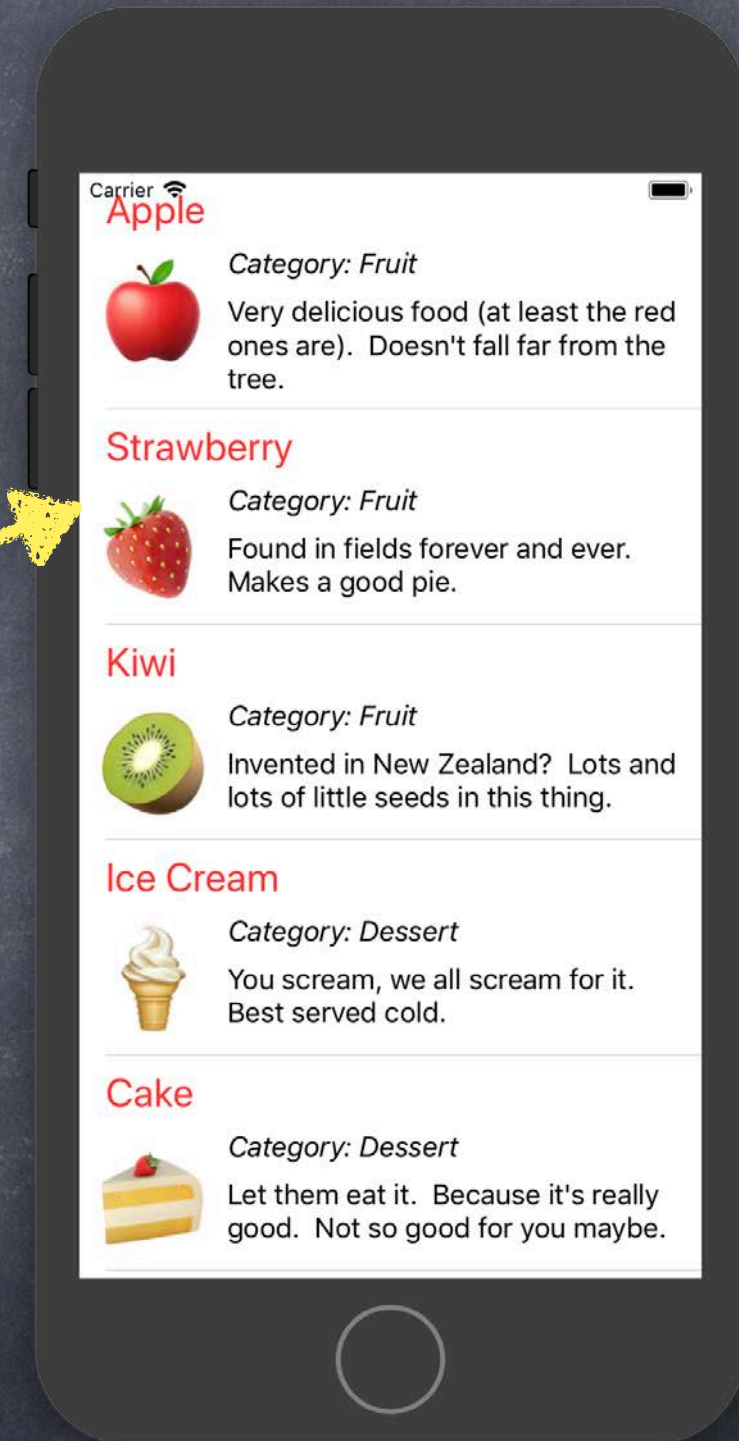 Carrier
Apple
Category: Fruit
Very delicious food (at least the red
ones are).  Doesn't fall far from the
tree.
Strawberry
Category: Fruit
Found in fields forever and ever.
Makes a good pie.
Kiwi
Category: Fruit
Invented in New Zealand?  Lots and
lots of little seeds in this thing.
Ice Cream
Category: Dessert
You scream, we all scream for it.
Best served cold.
Cake
Category: Dessert
Let them eat it.  Because it's really
good.  Not so good for you maybe.